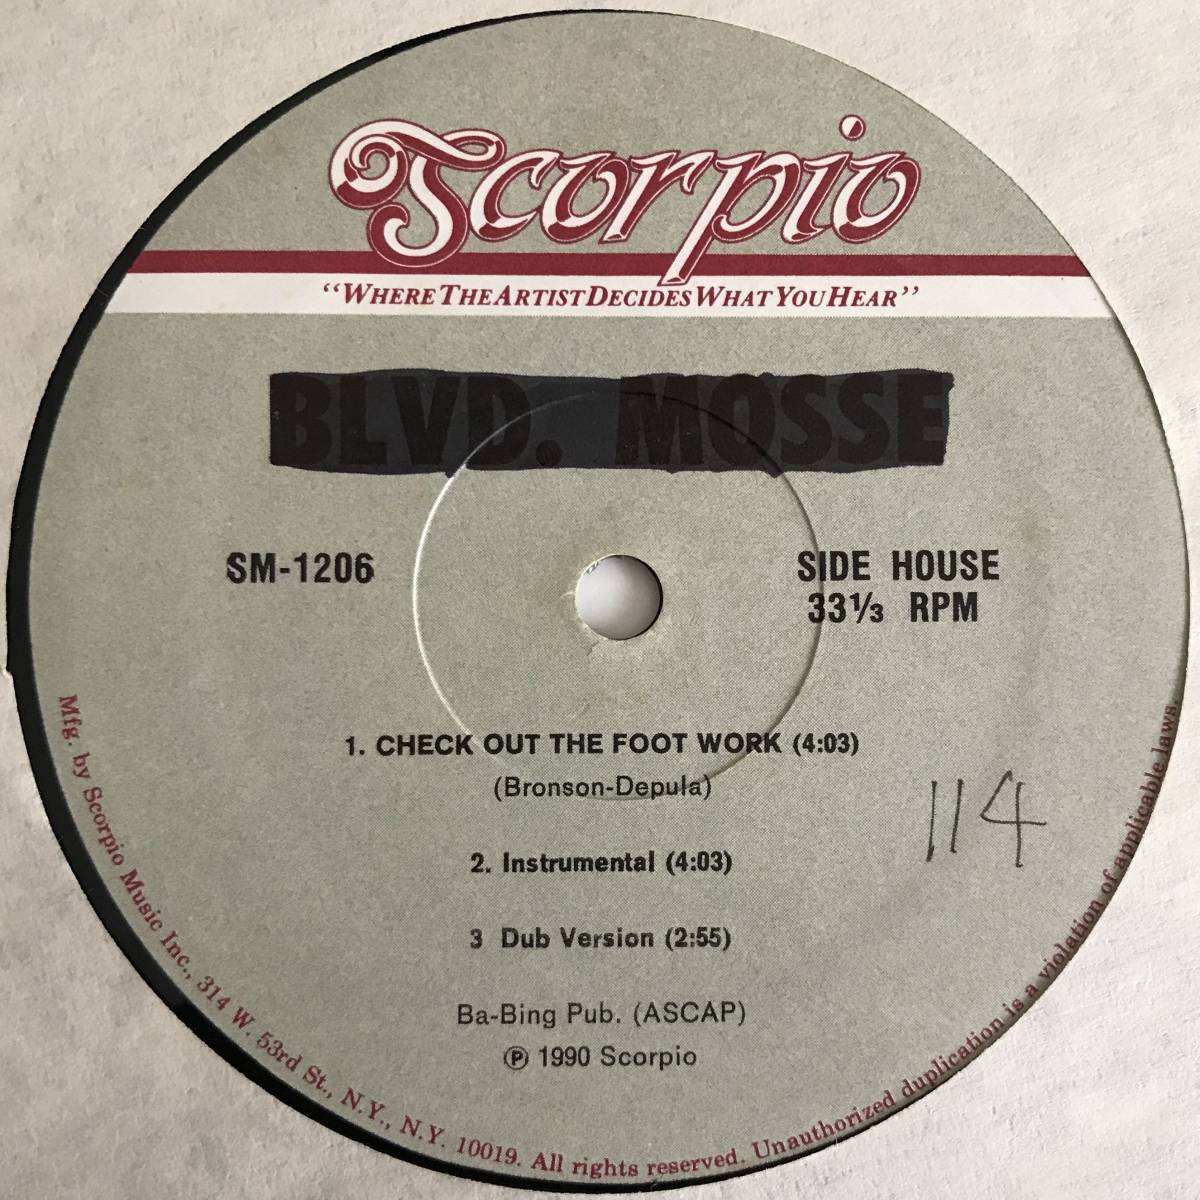 Scorpio
“WHERE THE ARTIST DECIDES WHAT YOU HEAR”
BLVD. MOSSE
SM-1206
SIDE HOUSE
33⅓ RPM
1. CHECK OUT THE FOOT WORK (4:03)
(Bronson-Depula)
114
2. Instrumental (4:03)
3 Dub Version (2:55)
Ba-Bing Pub. (ASCAP)
℗ 1990 Scorpio
Mfg. by Scorpio Music Inc., 314 W. 53rd St., N.Y., N.Y. 10019. All rights reserved. Unauthorized duplication is a violation of applicable laws.